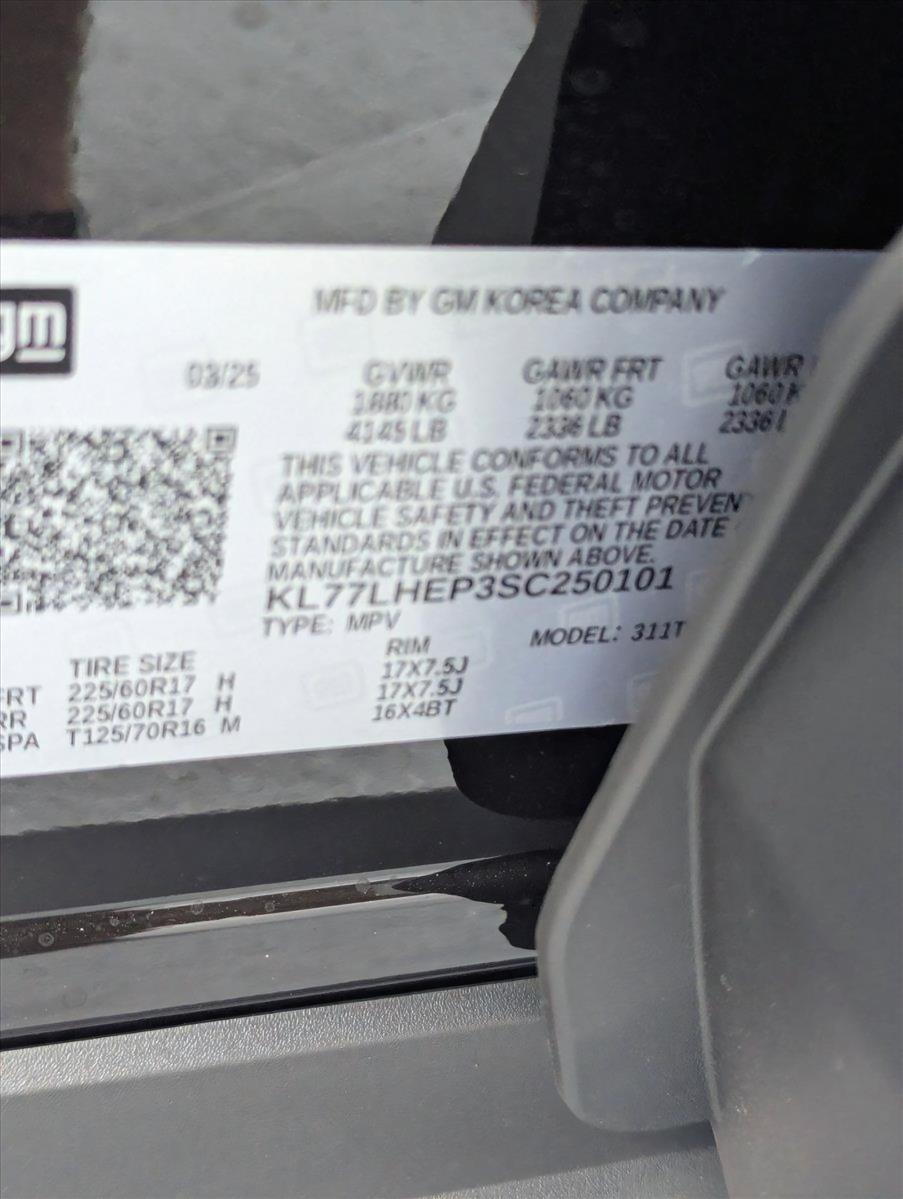 gm
MFD BY GM KOREA COMPANY
03/25 GVWR GAWR FRT GAWR
1880 KG 1060 KG 1060 K
4145 LB 2336 LB 2336 L
THIS VEHICLE CONFORMS TO ALL
APPLICABLE U.S. FEDERAL MOTOR
VEHICLE SAFETY AND THEFT PREVEN
STANDARDS IN EFFECT ON THE DATE
MANUFACTURE SHOWN ABOVE.
KL77LHEP3SC250101
TYPE: MPV MODEL: 311T
TIRE SIZE RIM
FRT 225/60R17 H 17X7.5J
RR 225/60R17 H 17X7.5J
SPA T125/70R16 M 16X4BT